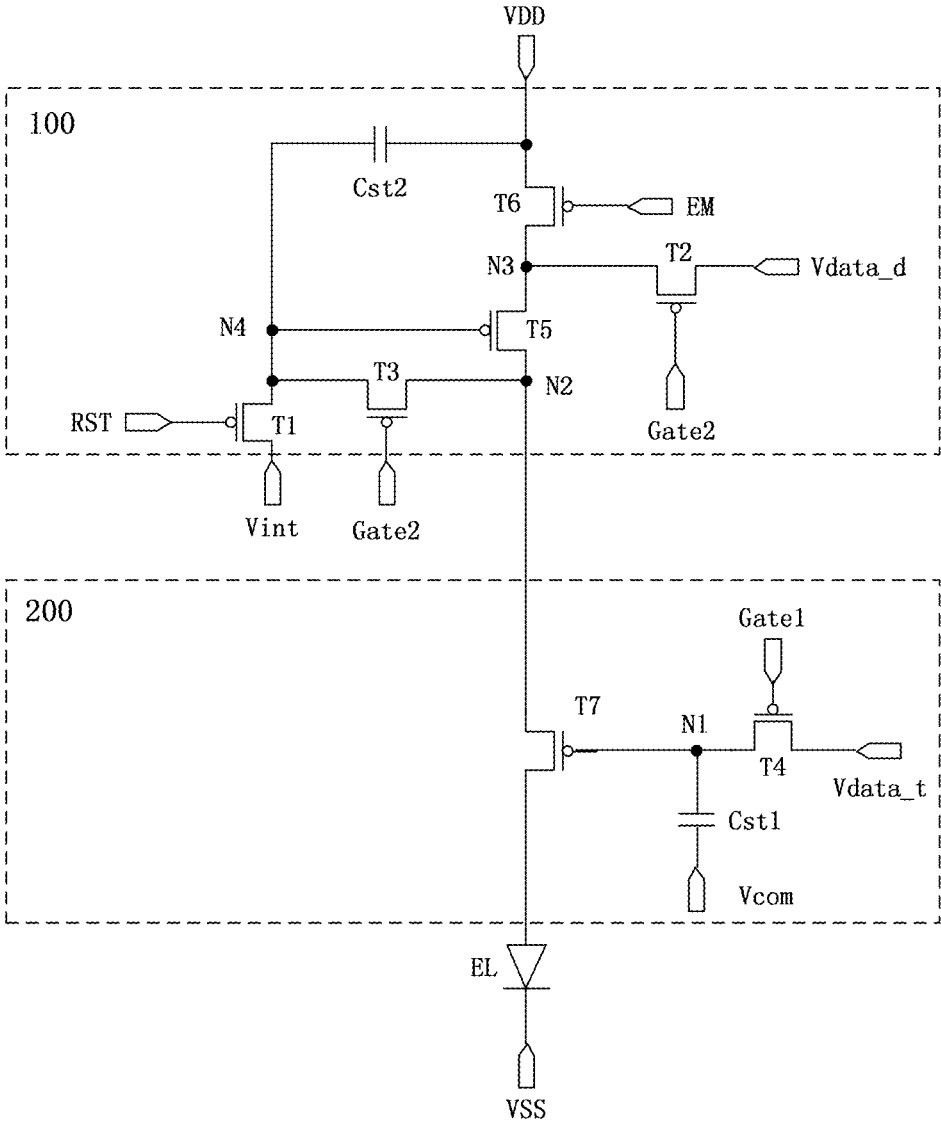 VDD
100
Cst2
T6
EM
N3
T2
Vdata_d
N4
T5
T3
N2
RST
T1
Gate2
Vint
Gate2
200
Gate1
T7
N1
T4
Vdata_t
Cst1
Vcom
EL
VSS